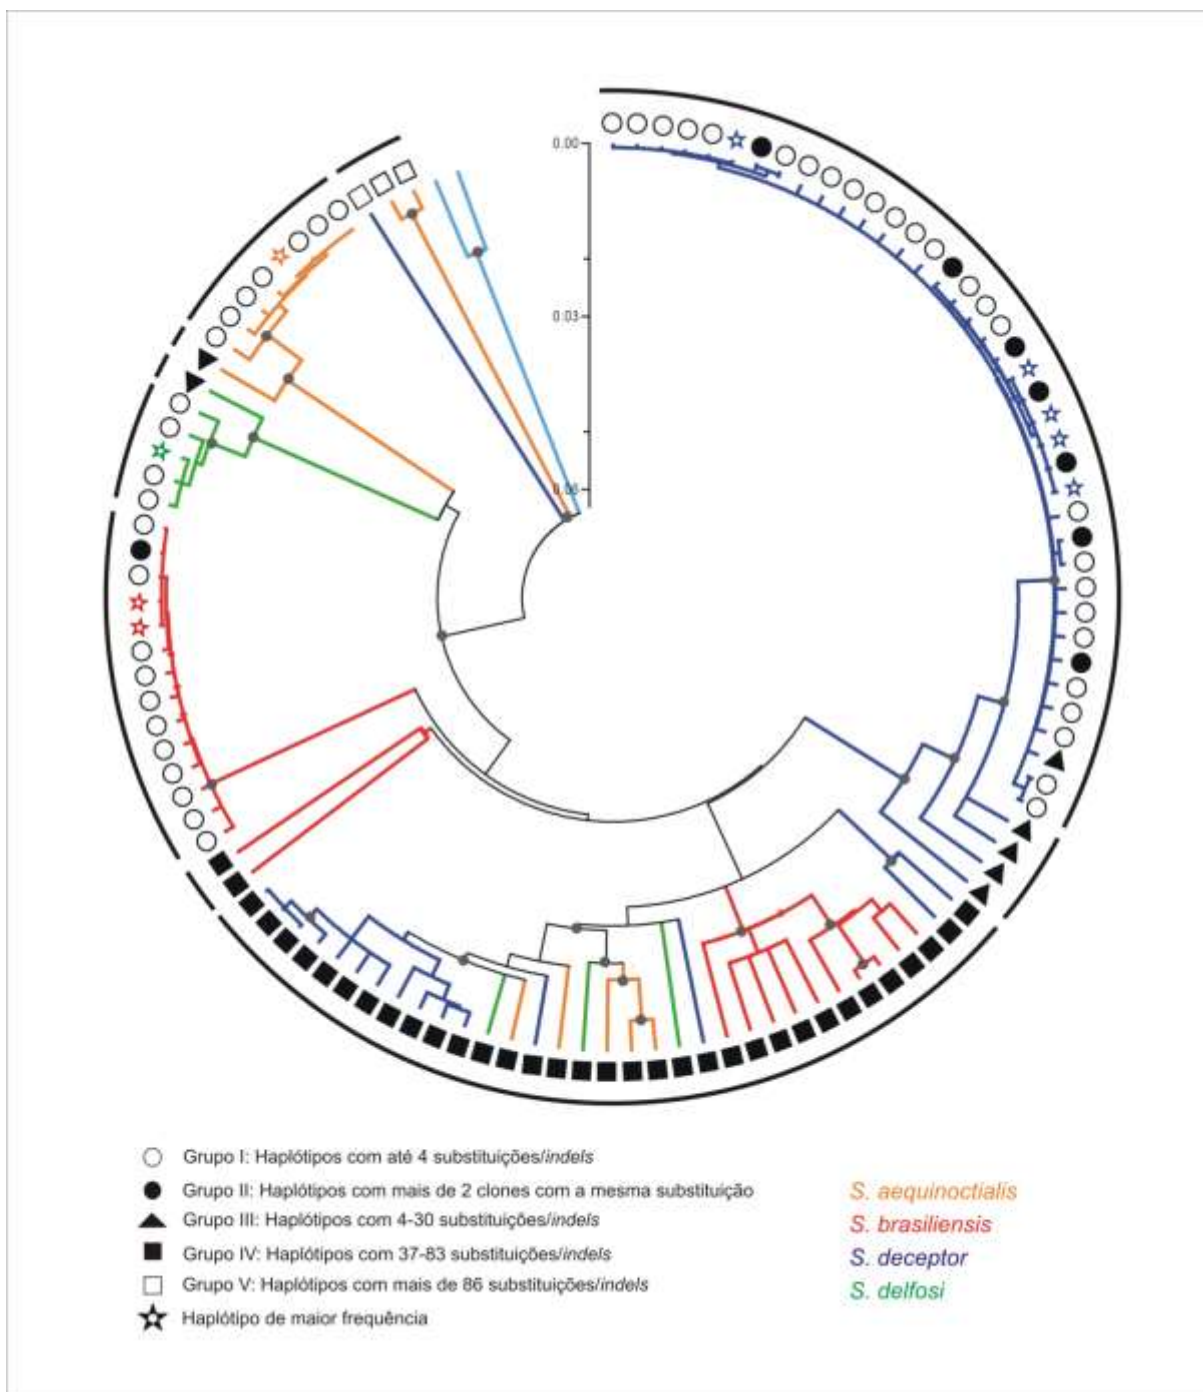 0.00
0.03
0.06
Grupo I: Haplótipos com até 4 substituições/indels
Grupo II: Haplótipos com mais de 2 clones com a mesma substituição
Grupo III: Haplótipos com 4-30 substituições/indels
Grupo IV: Haplótipos com 37-83 substituições/indels
Grupo V: Haplótipos com mais de 86 substituições/indels
Haplótipo de maior frequência
S. aequinoctialis
S. brasiliensis
S. deceptor
S. delfosi